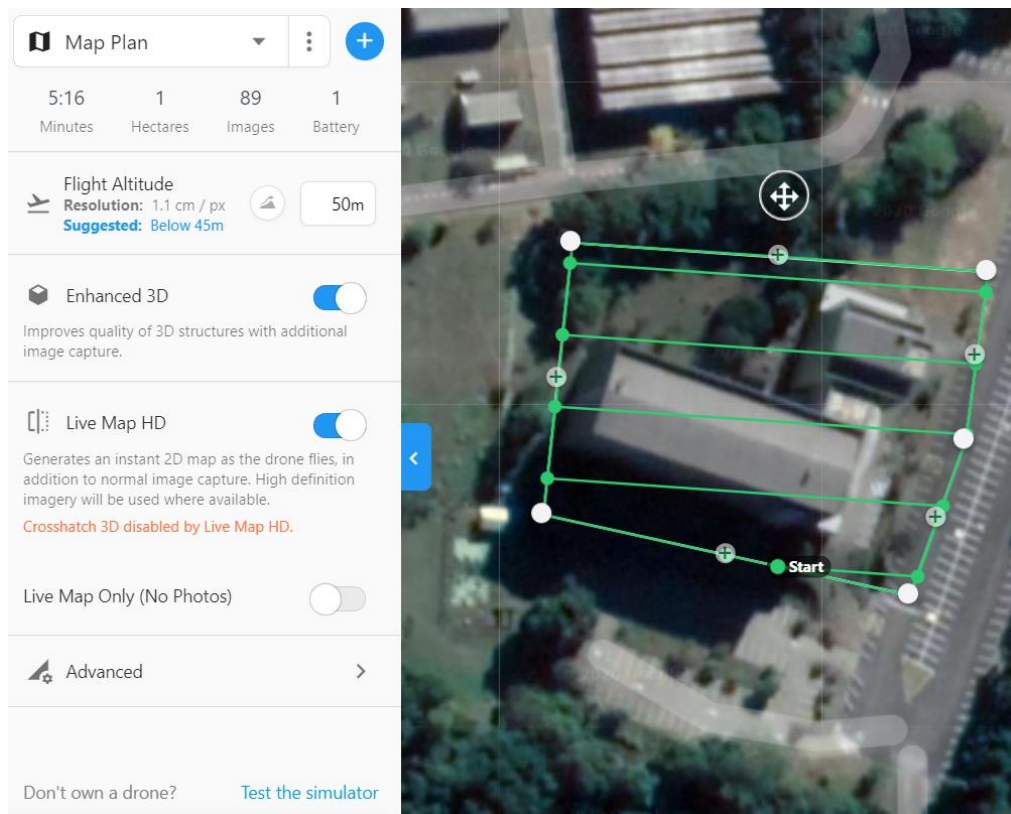 Map Plan
5:16 1 89 1
Minutes Hectares Images Battery
Flight Altitude
Resolution: 1.1 cm / px
Suggested: Below 45m
50m
Enhanced 3D
Improves quality of 3D structures with additional
image capture.
Live Map HD
Generates an instant 2D map as the drone flies, in
addition to normal image capture. High definition
imagery will be used where available.
Crosshatch 3D disabled by Live Map HD.
Live Map Only (No Photos)
Advanced
Don't own a drone? Test the simulator
2020 Google
Start